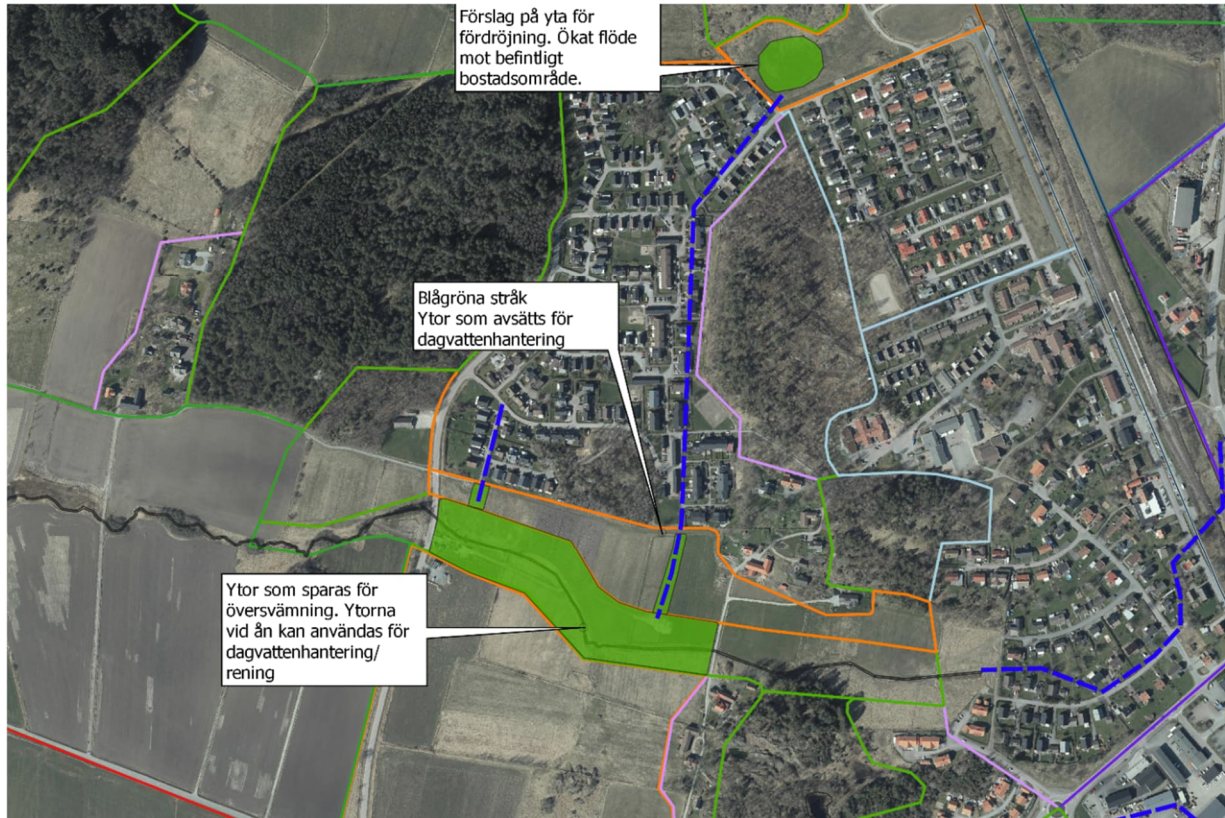 Förslag på yta för
fördröjning. Ökat flöde
mot befintligt
bostadsområde.
Blågröna stråk
Ytor som avsätts för
dagvattenhantering
Ytor som sparas för
översvämning. Ytorna
vid ån kan användas för
dagvattenhantering/
rening